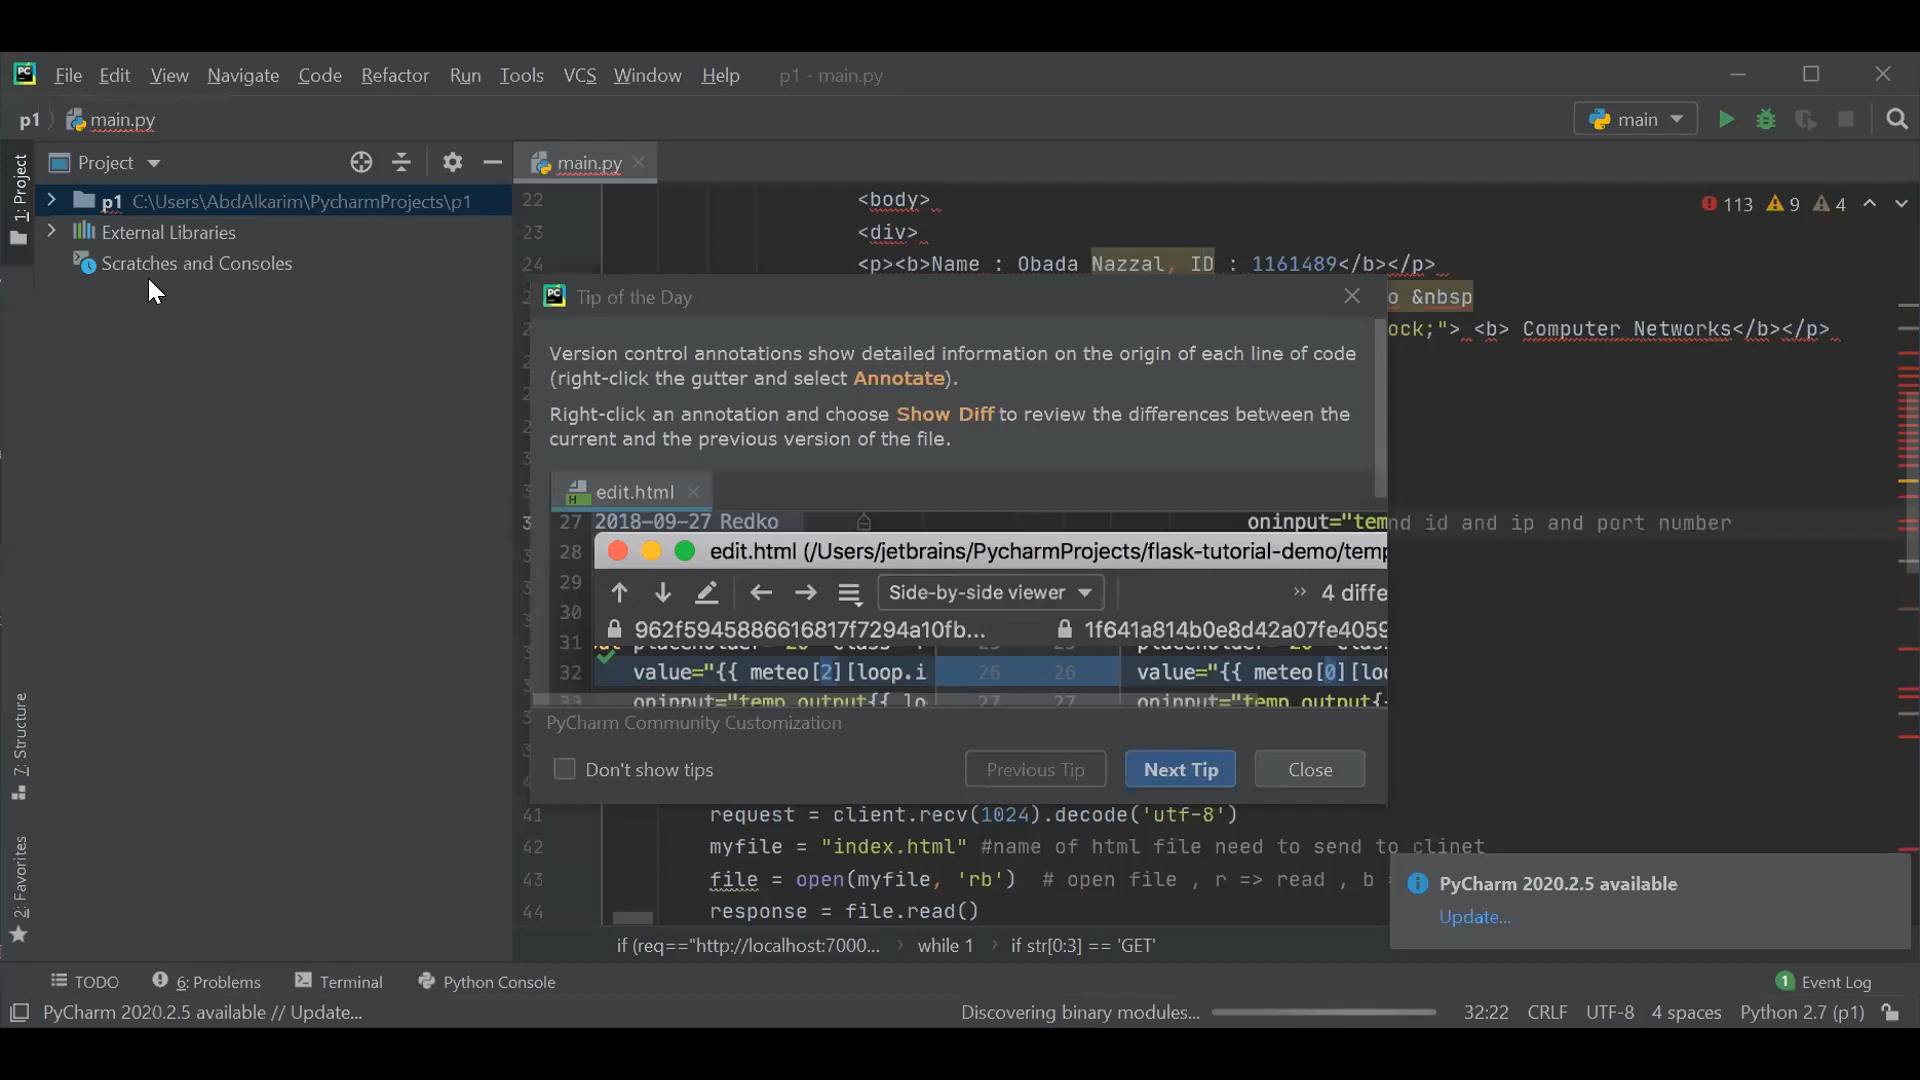 File Edit View Navigate Code Refactor Run Tools VCS Window Help p1 - main.py
p1 main.py
main
1: Project
Project
p1 C:\Users\AbdAlkarim\PycharmProjects\p1
External Libraries
Scratches and Consoles
main.py
113 9 4
22 <body>
23 <div>
24 <p><b>Name : Obada Nazzal, ID : 1161489</b></p>
o &nbsp
ock;"> <b> Computer Networks</b></p>
nd id and ip and port number
Tip of the Day
Version control annotations show detailed information on the origin of each line of code
(right-click the gutter and select Annotate).
Right-click an annotation and choose Show Diff to review the differences between the
current and the previous version of the file.
edit.html
27 2018-09-27 Redko oninput="tem
28 edit.html (/Users/jetbrains/PycharmProjects/flask-tutorial-demo/temp
29 Side-by-side viewer 4 diffe
30
31 962f5945886616817f7294a10fb... 1f641a814b0e8d42a07fe4059
32 value="{{ meteo[2][loop.i 26 26 value="{{ meteo[0][loo
33 oninput="temp_output{{ lo 27 27 oninput="temp_output{
PyCharm Community Customization
Don't show tips Previous Tip Next Tip Close
41 request = client.recv(1024).decode('utf-8')
42 myfile = "index.html" #name of html file need to send to clinet
43 file = open(myfile, 'rb') # open file , r => read , b
44 response = file.read()
if (req=="http://localhost:7000... while 1 if str[0:3] == 'GET'
PyCharm 2020.2.5 available
Update...
7: Structure
2: Favorites
TODO 6: Problems Terminal Python Console 1 Event Log
PyCharm 2020.2.5 available // Update... Discovering binary modules... 32:22 CRLF UTF-8 4 spaces Python 2.7 (p1)